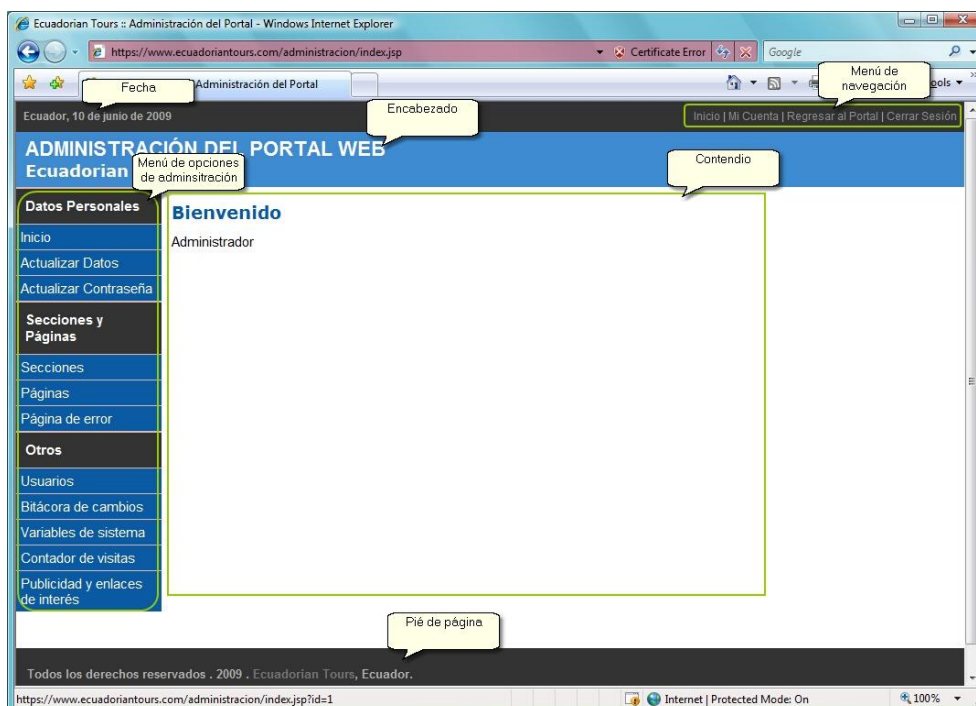 Ecuadorian Tours :: Administración del Portal - Windows Internet Explorer
https://www.ecuadoriantours.com/administracion/index.jsp
Certificate Error
Google
Administración del Portal
ools
Fecha
Encabezado
Menú de
navegación
Ecuador, 10 de junio de 2009
Inicio | Mi Cuenta | Regresar al Portal | Cerrar Sesión
ADMINISTRACIÓN DEL PORTAL WEB
Ecuadorian
Menú de opciones
de adminsitración
Contendio
Datos Personales
Inicio
Actualizar Datos
Actualizar Contraseña
Secciones y
Páginas
Secciones
Páginas
Página de error
Otros
Usuarios
Bitácora de cambios
Variables de sistema
Contador de visitas
Publicidad y enlaces
de interés
Bienvenido
Administrador
Pié de página
Todos los derechos reservados . 2009 . Ecuadorian Tours, Ecuador.
https://www.ecuadoriantours.com/administracion/index.jsp?id=1
Internet | Protected Mode: On
100%